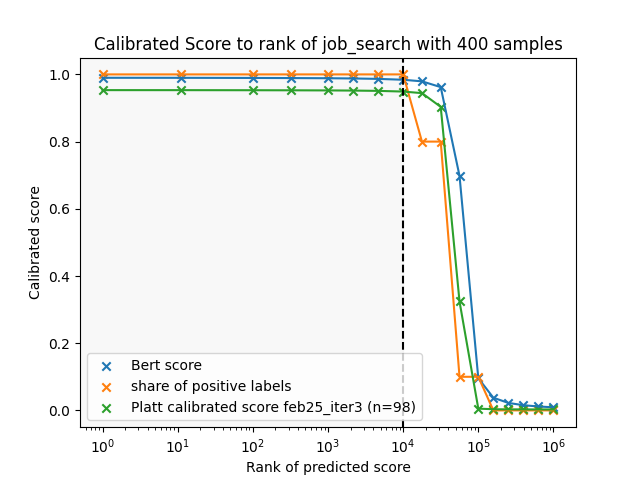 Calibrated Score to rank of job_search with 400 samples
1.0
0.8
0.6
0.4
0.2
0.0
Calibrated score
Bert score
share of positive labels
Platt calibrated score feb25_iter3 (n=98)
10⁰ 10¹ 10² 10³ 10⁴ 10⁵ 10⁶
Rank of predicted score